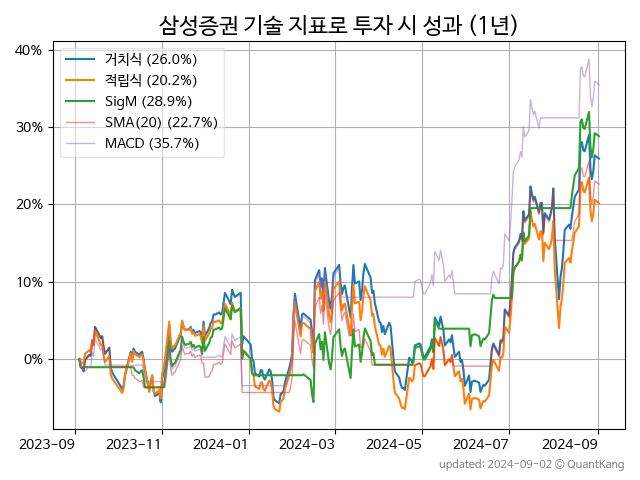 삼성증권 기술 지표로 투자 시 성과 (1년)
거치식 (26.0%)
적립식 (20.2%)
SigM (28.9%)
SMA(20) (22.7%)
MACD (35.7%)
40%
30%
20%
10%
0%
2023-09 2023-11 2024-01 2024-03 2024-05 2024-07 2024-09
updated: 2024-09-02 © QuantKang